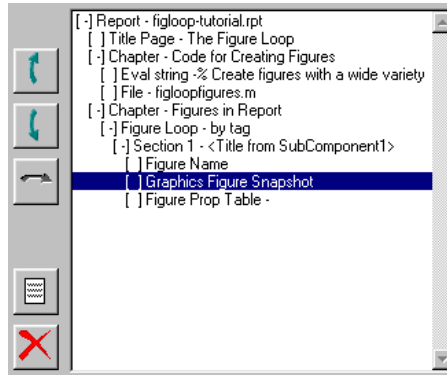 [-] Report - figloop-tutorial.rpt
[ ] Title Page - The Figure Loop
[-] Chapter - Code for Creating Figures
[ ] Eval string -% Create figures with a wide variety
[ ] File - figloopfigures.m
[-] Chapter - Figures in Report
[-] Figure Loop - by tag
[-] Section 1 - <Title from SubComponent1>
[ ] Figure Name
[ ] Graphics Figure Snapshot
[ ] Figure Prop Table -